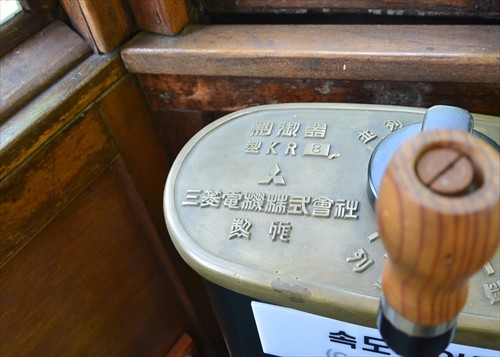 制御器
型KR8
三菱電機株式會社
製作
列
속도